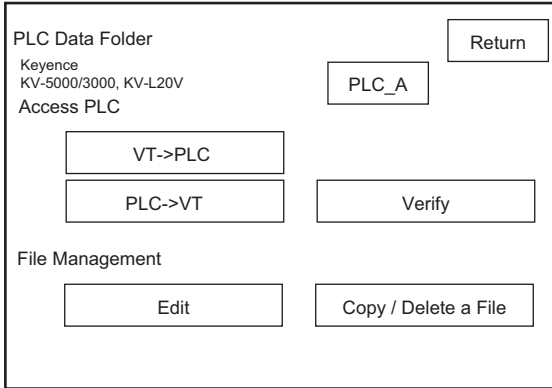 PLC Data Folder
Return
Keyence
KV-5000/3000, KV-L20V
PLC_A
Access PLC
VT->PLC
PLC->VT
Verify
File Management
Edit
Copy / Delete a File